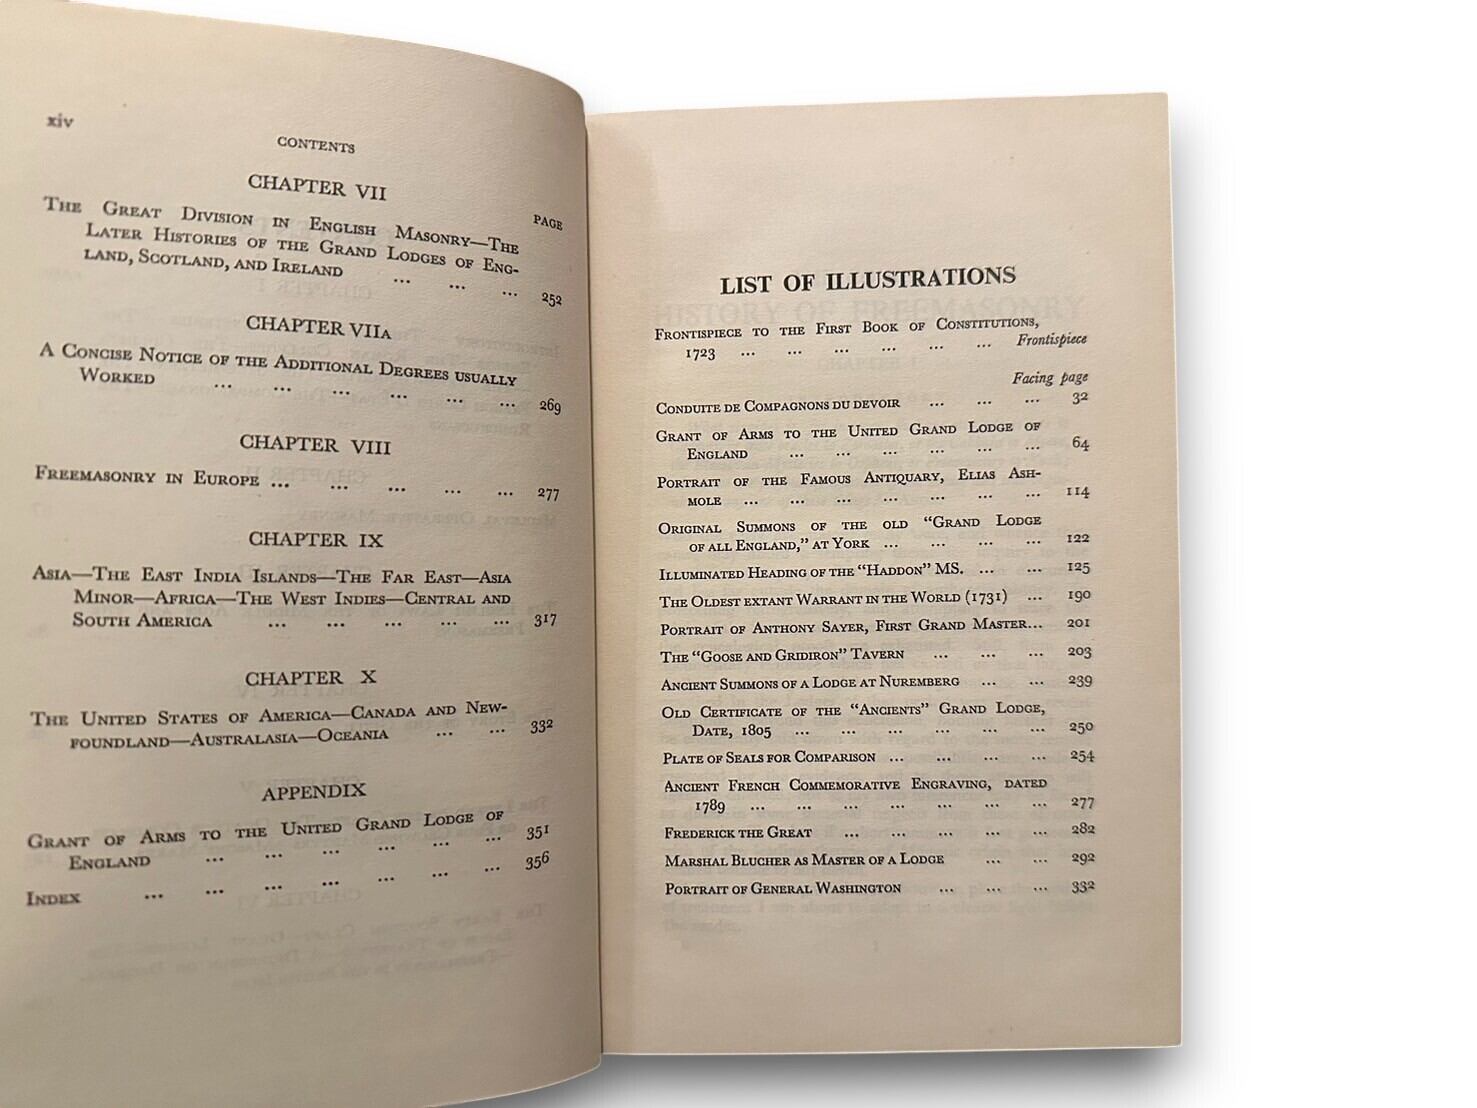 xiv
CONTENTS
CHAPTER VII
PAGE
The Great Division in English Masonry—The
Later Histories of the Grand Lodges of Eng-
land, Scotland, and Ireland ... ... ... 252
CHAPTER VIIA
A Concise Notice of the Additional Degrees usually
Worked ... ... ... ... ... ... 269
CHAPTER VIII
Freemasonry in Europe ... ... ... ... ... 277
CHAPTER IX
Asia—The East India Islands—The Far East—Asia
Minor—Africa—The West Indies—Central and
South America ... ... ... ... ... 317
CHAPTER X
The United States of America—Canada and New-
foundland—Australasia—Oceania ... ... 332
APPENDIX
Grant of Arms to the United Grand Lodge of
England ... ... ... ... ... ... 351
Index ... ... ... ... ... ... ... 356
LIST OF ILLUSTRATIONS
Frontispiece to the First Book of Constitutions,
1723 ... ... ... ... ... ... Frontispiece
Facing page
Conduite de Compagnons du devoir ... ... ... 32
Grant of Arms to the United Grand Lodge of
England ... ... ... ... ... ... 64
Portrait of the Famous Antiquary, Elias Ash-
mole ... ... ... ... ... ... ... 114
Original Summons of the old "Grand Lodge
of all England," at York ... ... ... ... 122
Illuminated Heading of the "Haddon" MS. ... ... 125
The Oldest extant Warrant in the World (1731) ... 190
Portrait of Anthony Sayer, First Grand Master... 201
The "Goose and Gridiron" Tavern ... ... ... 203
Ancient Summons of a Lodge at Nuremberg ... ... 239
Old Certificate of the "Ancients" Grand Lodge,
Date, 1805 ... ... ... ... ... ... 250
Plate of Seals for Comparison ... ... ... ... 254
Ancient French Commemorative Engraving, dated
1789 ... ... ... ... ... ... ... 277
Frederick the Great ... ... ... ... ... 282
Marshal Blucher as Master of a Lodge ... ... 292
Portrait of General Washington ... ... ... 332